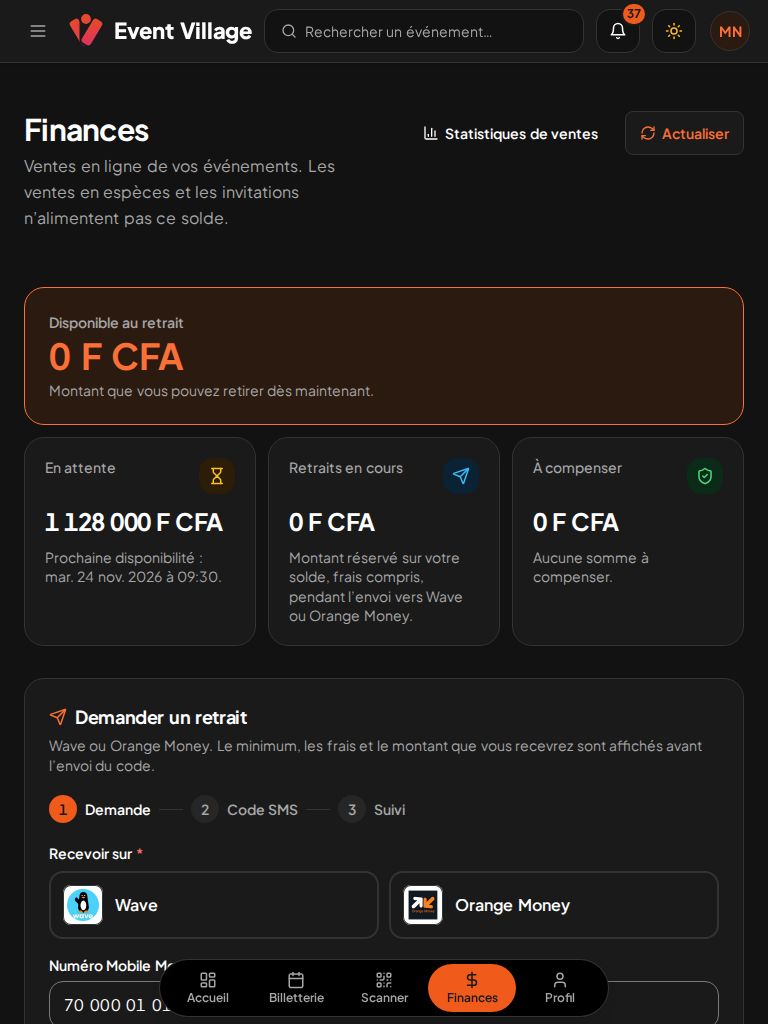 Event Village
Rechercher un événement...
37
MN
Finances
Statistiques de ventes
Actualiser
Ventes en ligne de vos événements. Les
ventes en espèces et les invitations
n'alimentent pas ce solde.
Disponible au retrait
0 F CFA
Montant que vous pouvez retirer dès maintenant.
En attente
1 128 000 F CFA
Prochaine disponibilité :
mar. 24 nov. 2026 à 09:30.
Retraits en cours
0 F CFA
Montant réservé sur votre
solde, frais compris,
pendant l'envoi vers Wave
ou Orange Money.
À compenser
0 F CFA
Aucune somme à
compenser.
Demander un retrait
Wave ou Orange Money. Le minimum, les frais et le montant que vous recevrez sont affichés avant
l'envoi du code.
1 Demande
2 Code SMS
3 Suivi
Recevoir sur *
wave
Wave
Orange Money
Orange Money
Numéro Mobile
70 000 01 01
Accueil
Billetterie
Scanner
Finances
Profil